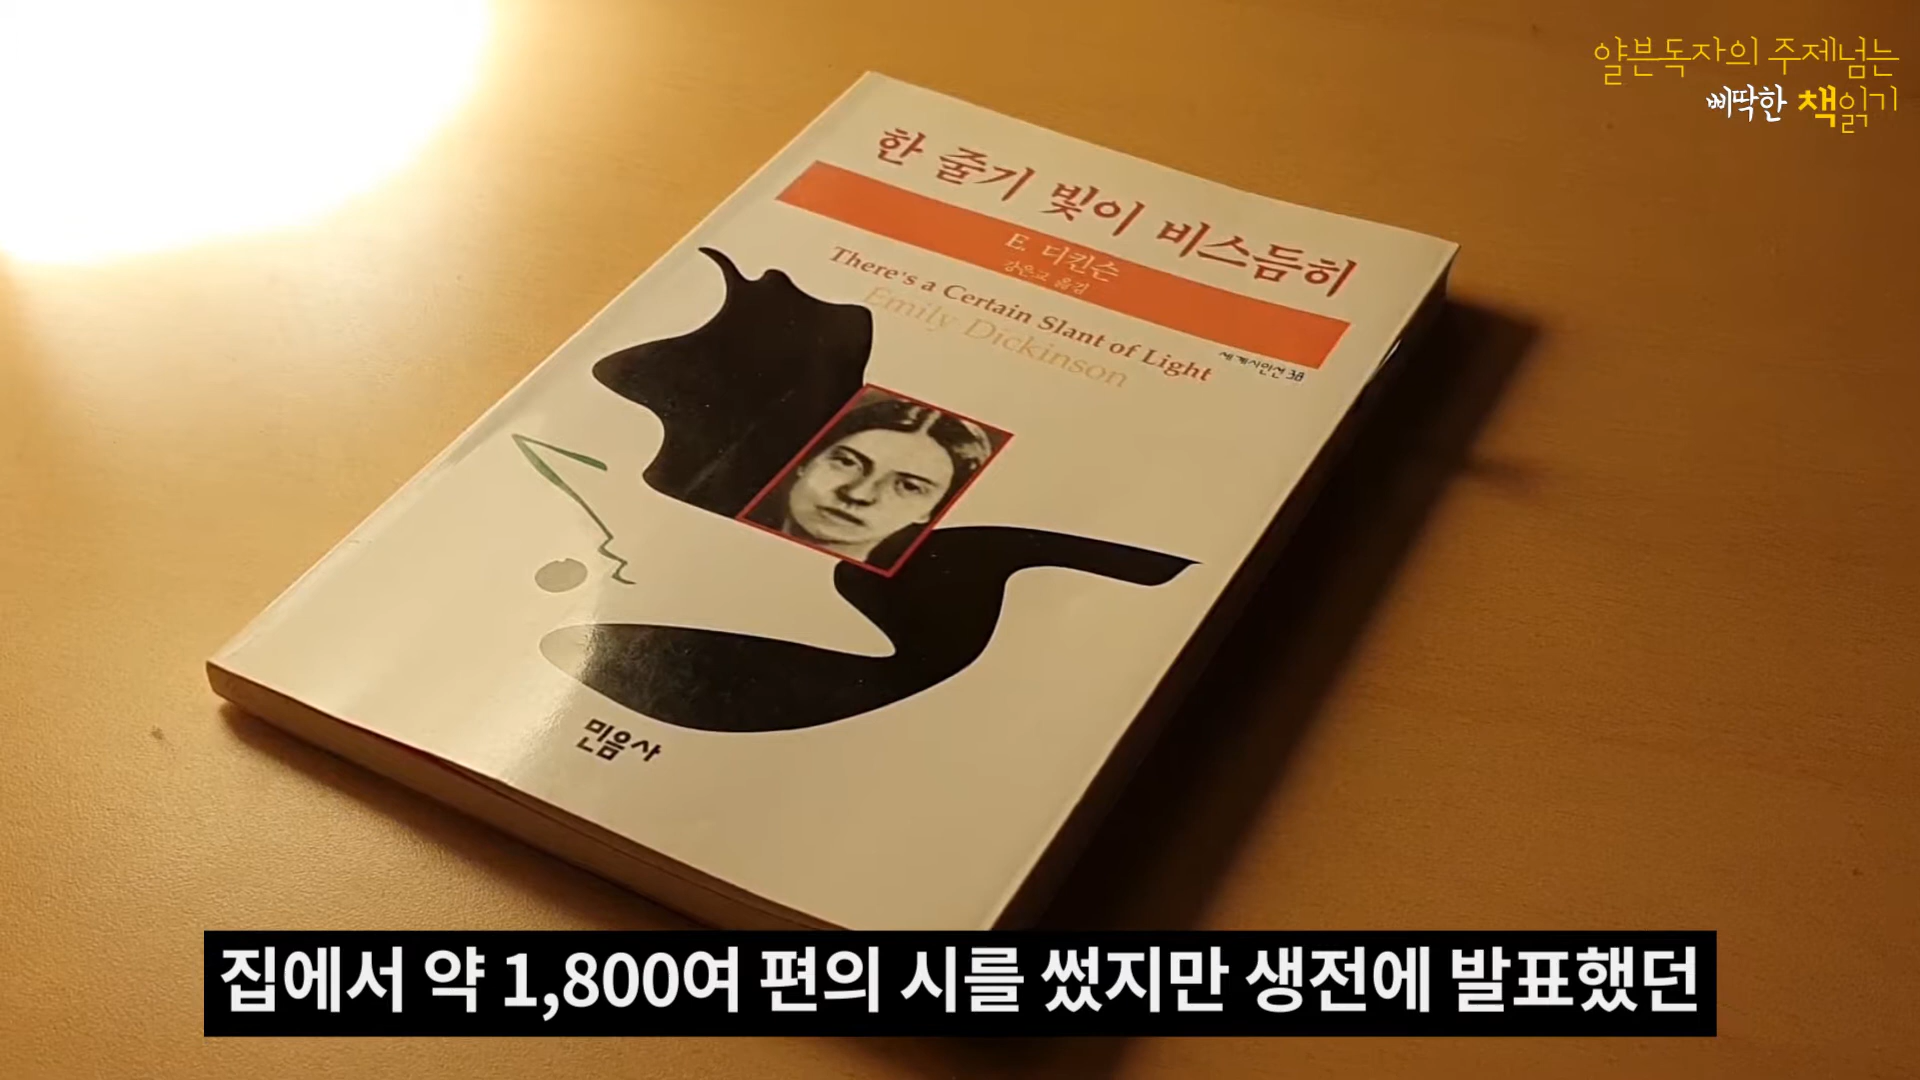 얄븐독자의 주제넘는
삐딱한 책읽기
한 줄기 빛이 비스듬히
E. 디킨슨
강은교 옮김
There's a Certain Slant of Light
Emily Dickinson
세계시인선 38
민음사
집에서 약 1,800여 편의 시를 썼지만 생전에 발표했던